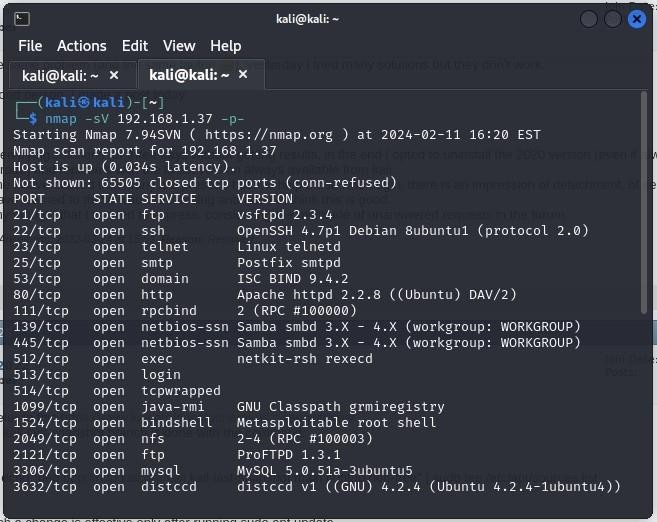 kali@kali: ~
File Actions Edit View Help
kali@kali: ~ × kali@kali: ~ ×
┌──(kali㉿kali)-[~]
└─$ nmap -sV 192.168.1.37 -p-
Starting Nmap 7.94SVN ( https://nmap.org ) at 2024-02-11 16:20 EST
Nmap scan report for 192.168.1.37
Host is up (0.034s latency).
Not shown: 65505 closed tcp ports (conn-refused)
PORT STATE SERVICE VERSION
21/tcp open ftp vsftpd 2.3.4
22/tcp open ssh OpenSSH 4.7p1 Debian 8ubuntu1 (protocol 2.0)
23/tcp open telnet Linux telnetd
25/tcp open smtp Postfix smtpd
53/tcp open domain ISC BIND 9.4.2
80/tcp open http Apache httpd 2.2.8 ((Ubuntu) DAV/2)
111/tcp open rpcbind 2 (RPC #100000)
139/tcp open netbios-ssn Samba smbd 3.X - 4.X (workgroup: WORKGROUP)
445/tcp open netbios-ssn Samba smbd 3.X - 4.X (workgroup: WORKGROUP)
512/tcp open exec netkit-rsh rexecd
513/tcp open login
514/tcp open tcpwrapped
1099/tcp open java-rmi GNU Classpath grmiregistry
1524/tcp open bindshell Metasploitable root shell
2049/tcp open nfs 2-4 (RPC #100003)
2121/tcp open ftp ProFTPD 1.3.1
3306/tcp open mysql MySQL 5.0.51a-3ubuntu5
3632/tcp open distccd distccd v1 ((GNU) 4.2.4 (Ubuntu 4.2.4-1ubuntu4))